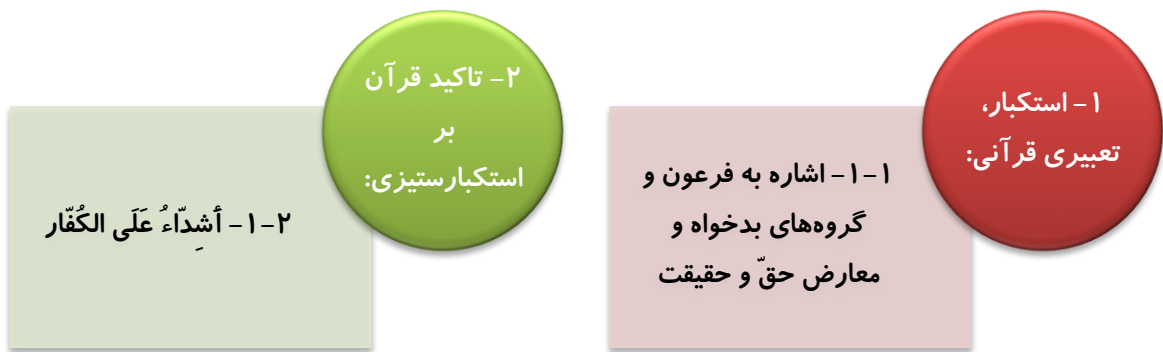 ۱- استکبار،
تعبیری قرآنی:
۱-۱- اشاره به فرعون و
گروه‌های بدخواه و
معارض حقّ و حقیقت
۲- تاکید قرآن
بر
استکبارستیزی:
۲-۱- أَشِدّاءُ عَلَی الکُفّار